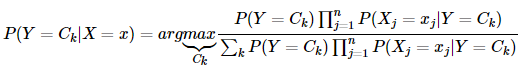 P(Y = C_k|X = x) = argmax_{C_k} \frac{P(Y = C_k) \prod_{j=1}^{n} P(X_j = x_j|Y = C_k)}{\sum_k P(Y = C_k) \prod_{j=1}^{n} P(X_j = x_j|Y = C_k)}